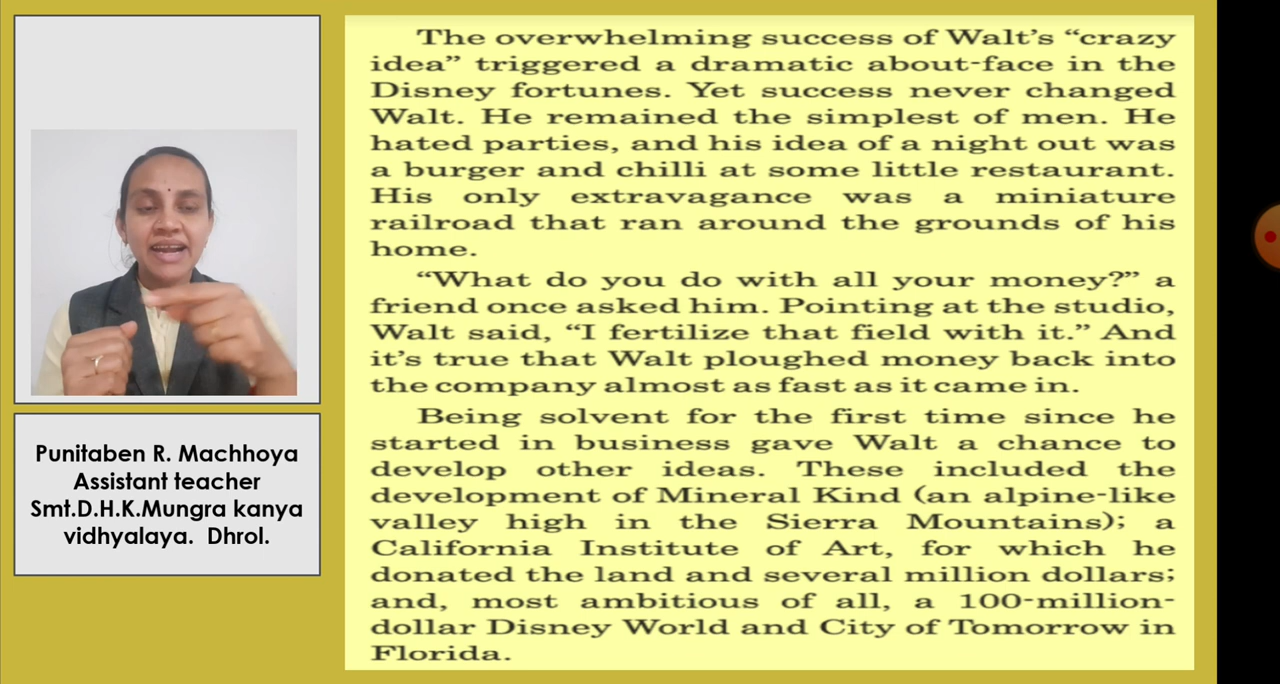 The overwhelming success of Walt's “crazy
idea” triggered a dramatic about-face in the
Disney fortunes. Yet success never changed
Walt. He remained the simplest of men. He
hated parties, and his idea of a night out was
a burger and chilli at some little restaurant.
His only extravagance was a miniature
railroad that ran around the grounds of his
home.
“What do you do with all your money?” a
friend once asked him. Pointing at the studio,
Walt said, “I fertilize that field with it.” And
it's true that Walt ploughed money back into
the company almost as fast as it came in.
Being solvent for the first time since he
started in business gave Walt a chance to
develop other ideas. These included the
development of Mineral Kind (an alpine-like
valley high in the Sierra Mountains); a
California Institute of Art, for which he
donated the land and several million dollars;
and, most ambitious of all, a 100-million-
dollar Disney World and City of Tomorrow in
Florida.
Punitaben R. Machhoya
Assistant teacher
Smt.D.H.K.Mungra kanya
vidhyalaya. Dhrol.